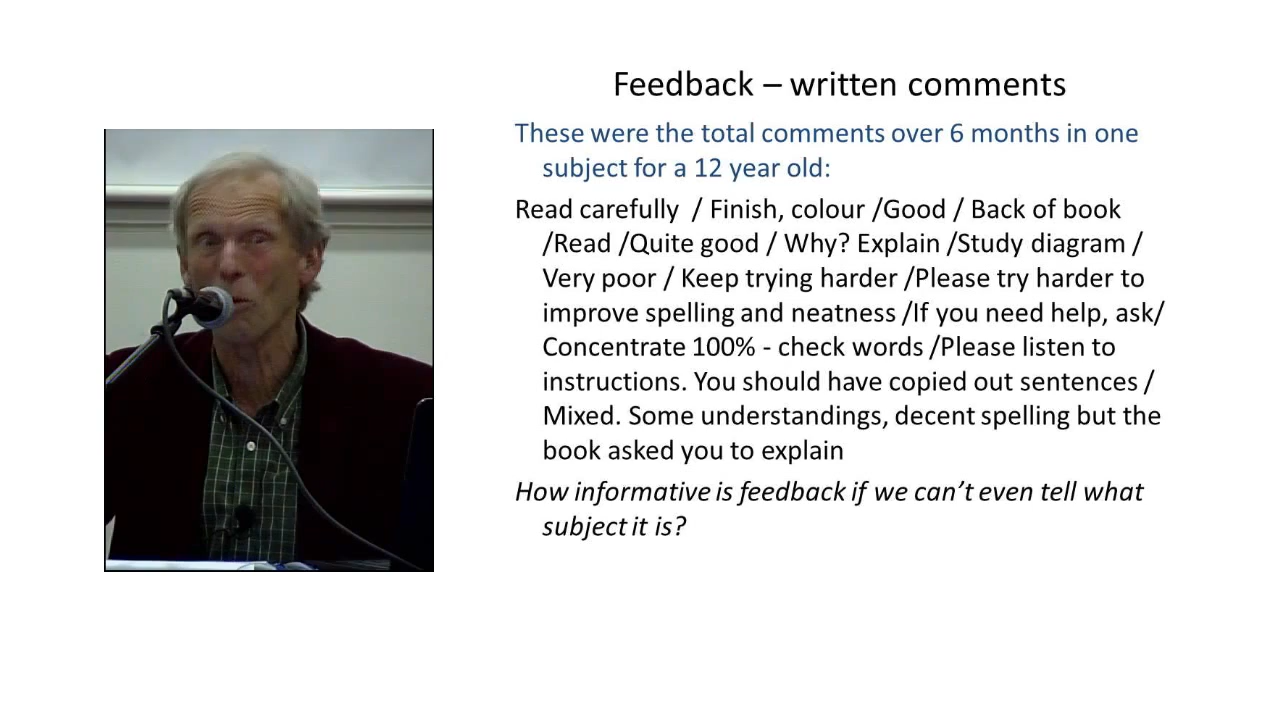 Feedback – written comments
These were the total comments over 6 months in one
subject for a 12 year old:
Read carefully  / Finish, colour /Good / Back of book
/Read /Quite good / Why? Explain /Study diagram /
Very poor / Keep trying harder /Please try harder to
improve spelling and neatness /If you need help, ask/
Concentrate 100% - check words /Please listen to
instructions. You should have copied out sentences /
Mixed. Some understandings, decent spelling but the
book asked you to explain
How informative is feedback if we can’t even tell what
subject it is?